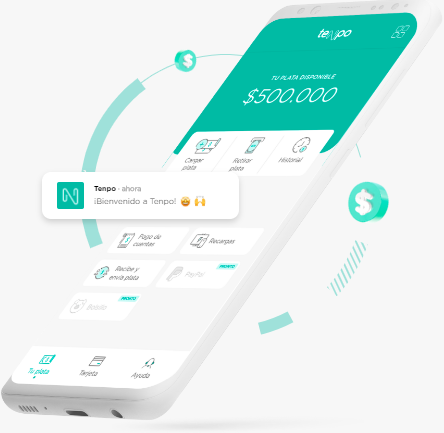 tenpo
TU PLATA DISPONIBLE
$500.000
Cargar
plata
Retirar
plata
Historial
Tenpo · ahora
¡Bienvenido a Tenpo! 🤩 🙌
Pago de
cuentas
Recargas
Recibe y
envía plata
PRONTO
PayPal
PRONTO
Bolsillo
Tu plata
Tarjeta
Ayuda
$
$